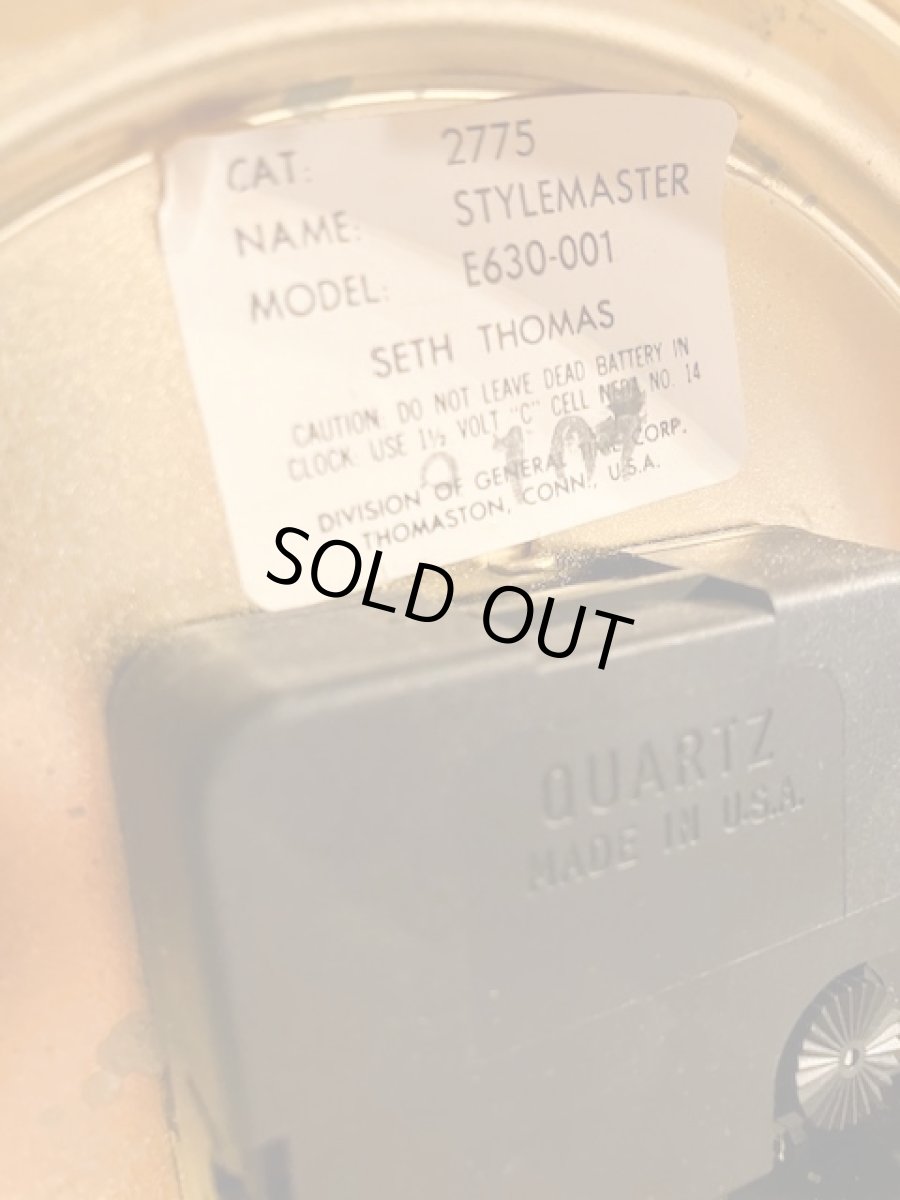 CAT: 2775
NAME: STYLEMASTER
MODEL: E630-001
SETH THOMAS
CAUTION: DO NOT LEAVE DEAD BATTERY IN
CLOCK. USE 1½ VOLT "C" CELL NEDA NO. 14
DIVISION OF GENERAL TIME CORP.
THOMASTON, CONN., U.S.A.
SOLD OUT
QUARTZ
MADE IN U.S.A.